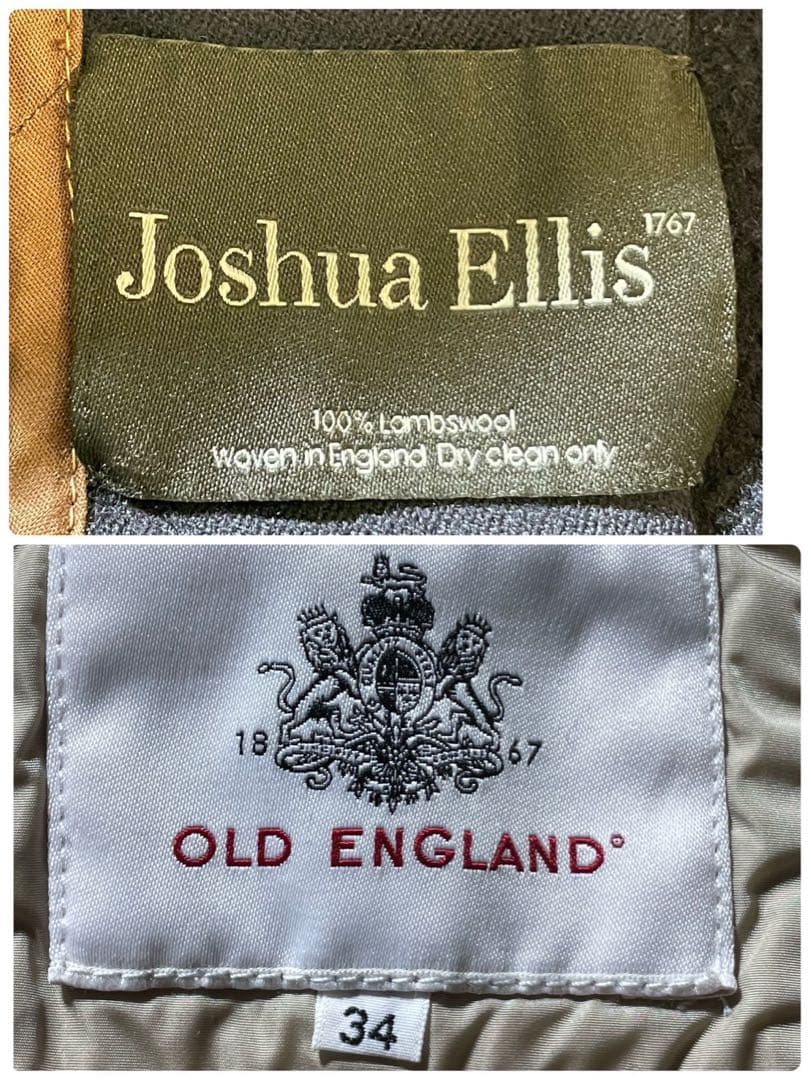 Joshua Ellis 1767
100% Lambswool
Woven in England Dry clean only
18 67
OLD ENGLAND°
34